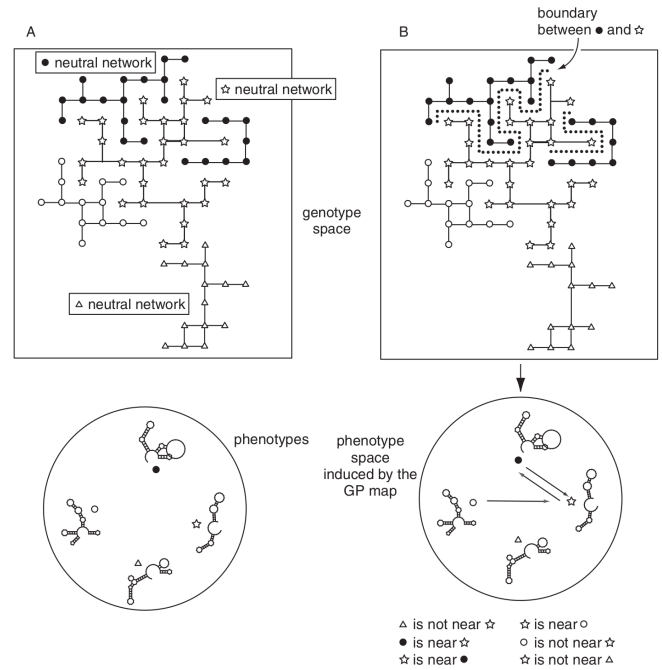 A
● neutral network
☆ neutral network
genotype
space
△ neutral network
phenotypes
B
boundary
between ● and ☆
phenotype
space
induced by the
GP map
△ is not near ☆
● is near ☆
☆ is near ●
☆ is near ○
○ is not near ☆
☆ is not near △